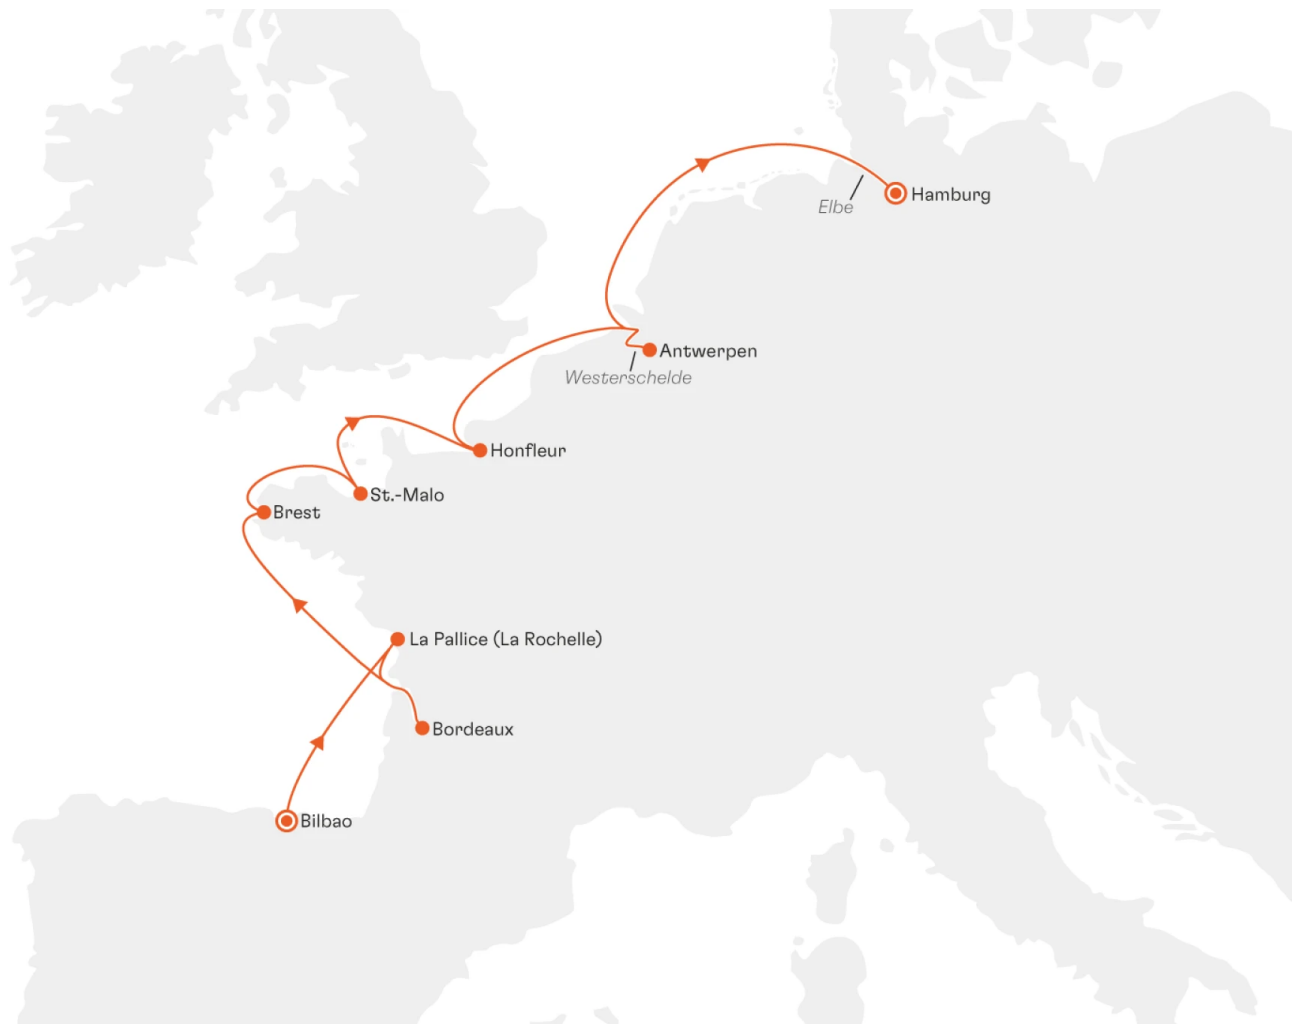 Hamburg
Elbe
Antwerpen
Westerschelde
Honfleur
St.-Malo
Brest
La Pallice (La Rochelle)
Bordeaux
Bilbao